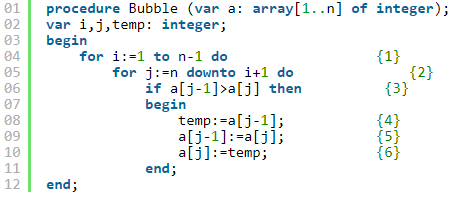 01 procedure Bubble (var a: array[1..n] of integer);
02 var i,j,temp: integer;
03 begin
04     for i:=1 to n-1 do                  {1}
05         for j:=n downto i+1 do              {2}
06             if a[j-1]>a[j] then          {3}
07             begin
08                 temp:=a[j-1];           {4}
09                 a[j-1]:=a[j];           {5}
10                 a[j]:=temp;             {6}
11             end;
12 end;